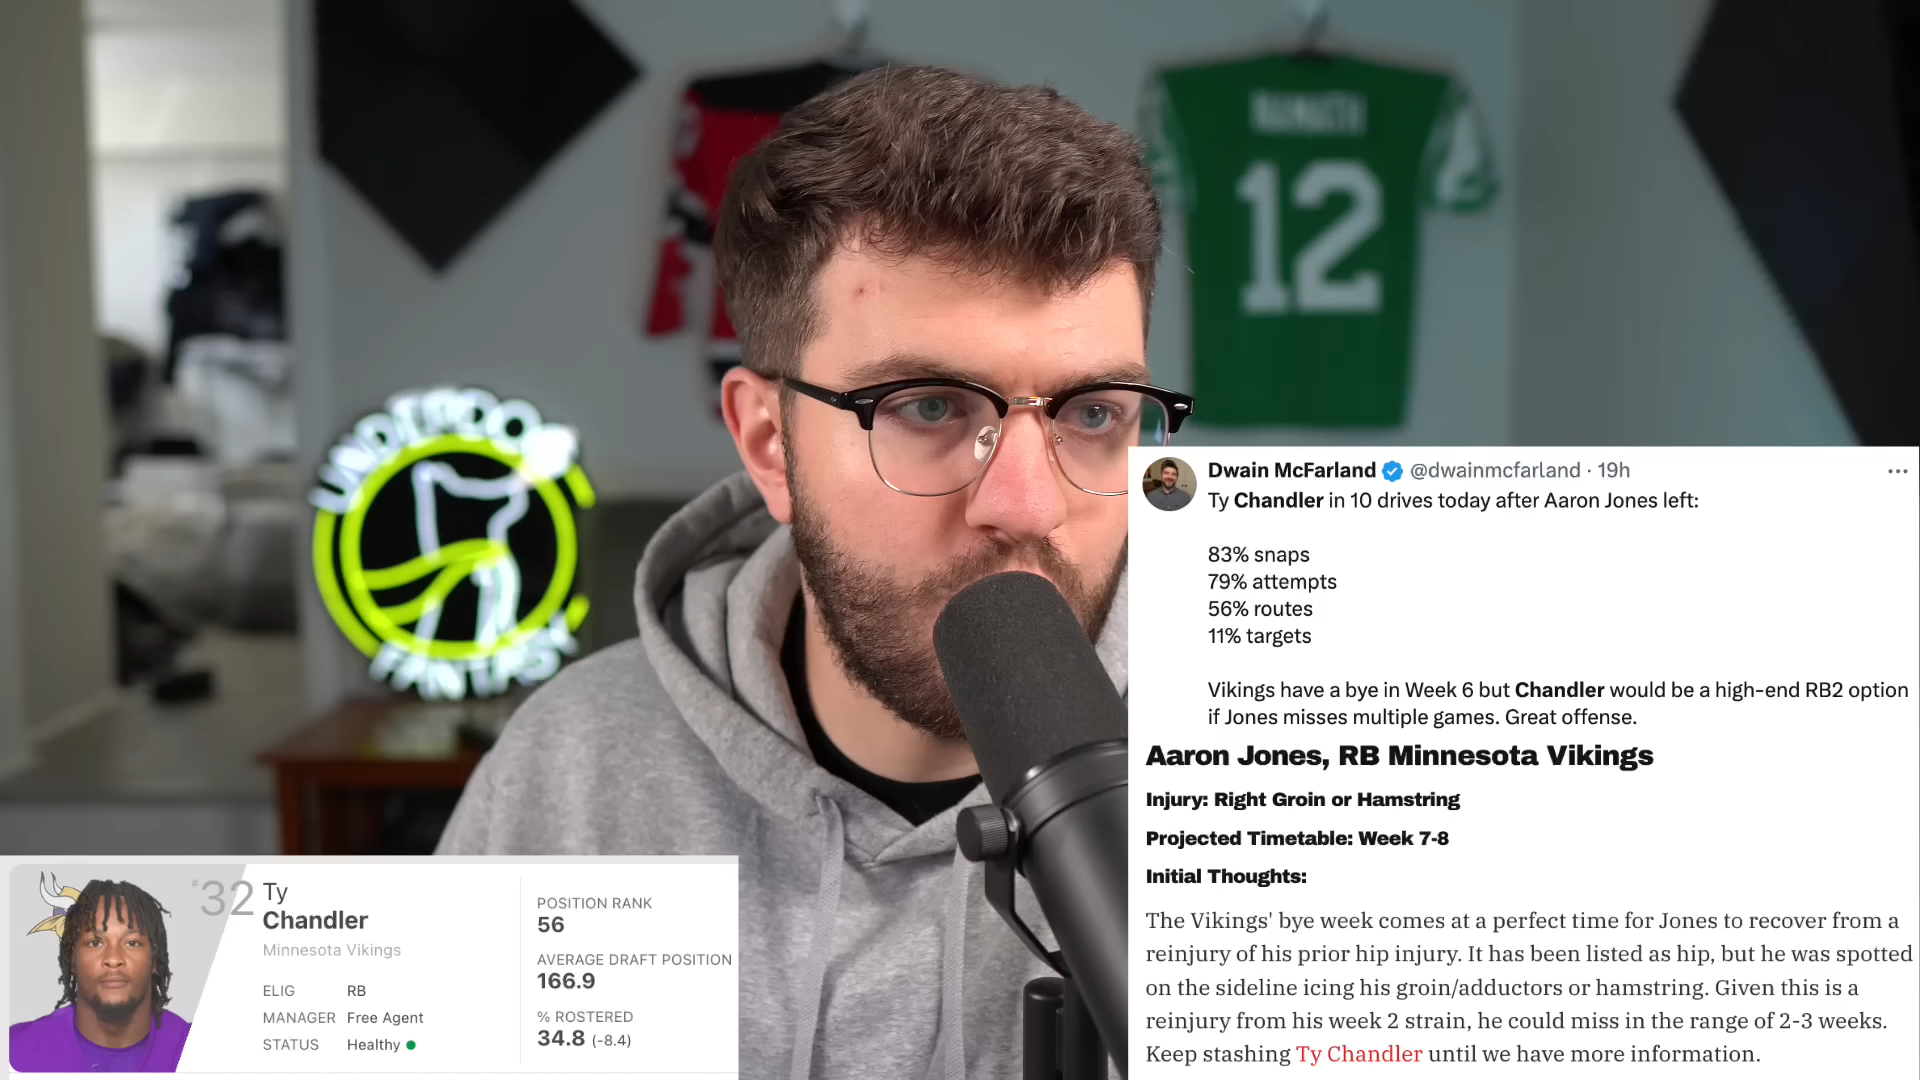 NAMATH
12
UNDERDOG
FANTASY
Dwain McFarland @dwainmcfarland · 19h
Ty Chandler in 10 drives today after Aaron Jones left:
83% snaps
79% attempts
56% routes
11% targets
Vikings have a bye in Week 6 but Chandler would be a high-end RB2 option
if Jones misses multiple games. Great offense.
Aaron Jones, RB Minnesota Vikings
Injury: Right Groin or Hamstring
Projected Timetable: Week 7-8
Initial Thoughts:
The Vikings' bye week comes at a perfect time for Jones to recover from a
reinjury of his prior hip injury. It has been listed as hip, but he was spotted
on the sideline icing his groin/adductors or hamstring. Given this is a
reinjury from his week 2 strain, he could miss in the range of 2-3 weeks.
Keep stashing Ty Chandler until we have more information.
#32 Ty
Chandler
Minnesota Vikings
ELIG RB
MANAGER Free Agent
STATUS Healthy
POSITION RANK
56
AVERAGE DRAFT POSITION
166.9
% ROSTERED
34.8 (-8.4)